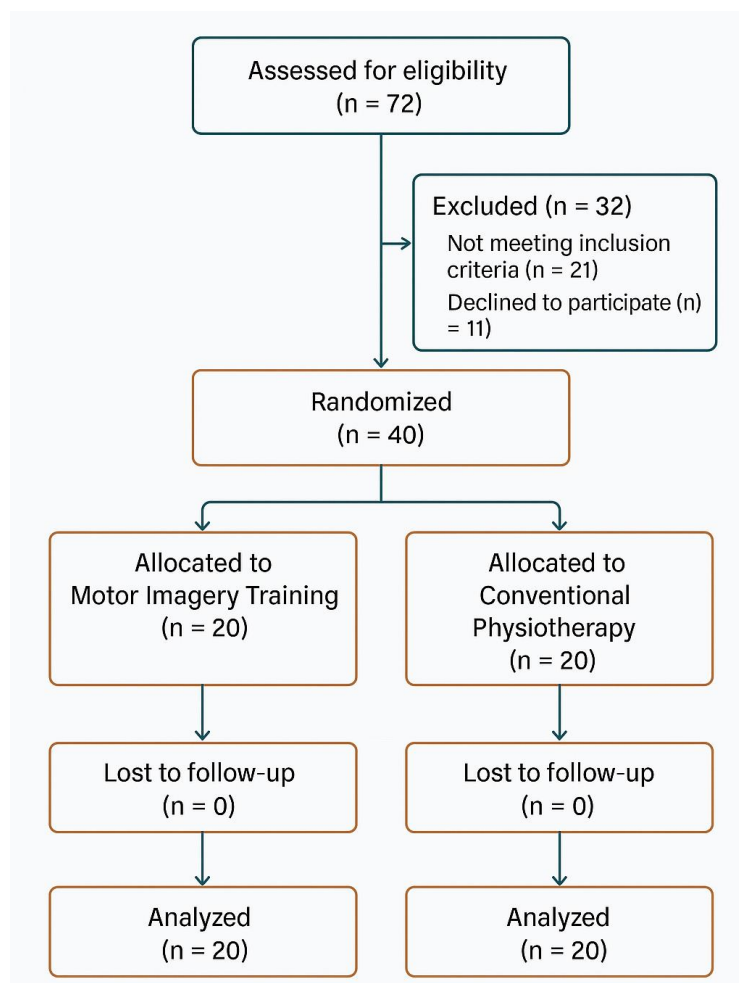 Assessed for eligibility
(n = 72)
Excluded (n = 32)
Not meeting inclusion
criteria (n = 21)
Declined to participate (n)
= 11)
Randomized
(n = 40)
Allocated to
Motor Imagery Training
(n = 20)
Allocated to
Conventional
Physiotherapy
(n = 20)
Lost to follow-up
(n = 0)
Lost to follow-up
(n = 0)
Analyzed
(n = 20)
Analyzed
(n = 20)